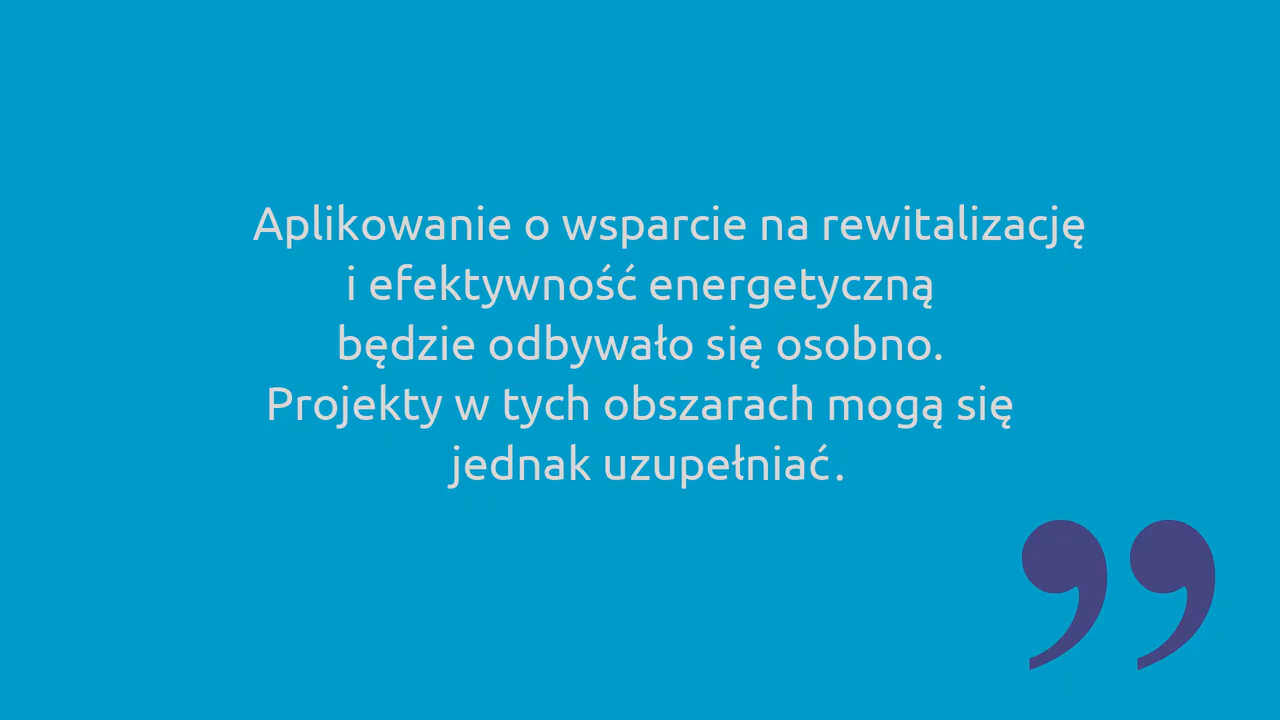 Aplikowanie o wsparcie na rewitalizację
i efektywność energetyczną
będzie odbywało się osobno.
Projekty w tych obszarach mogą się
jednak uzupełniać.
”